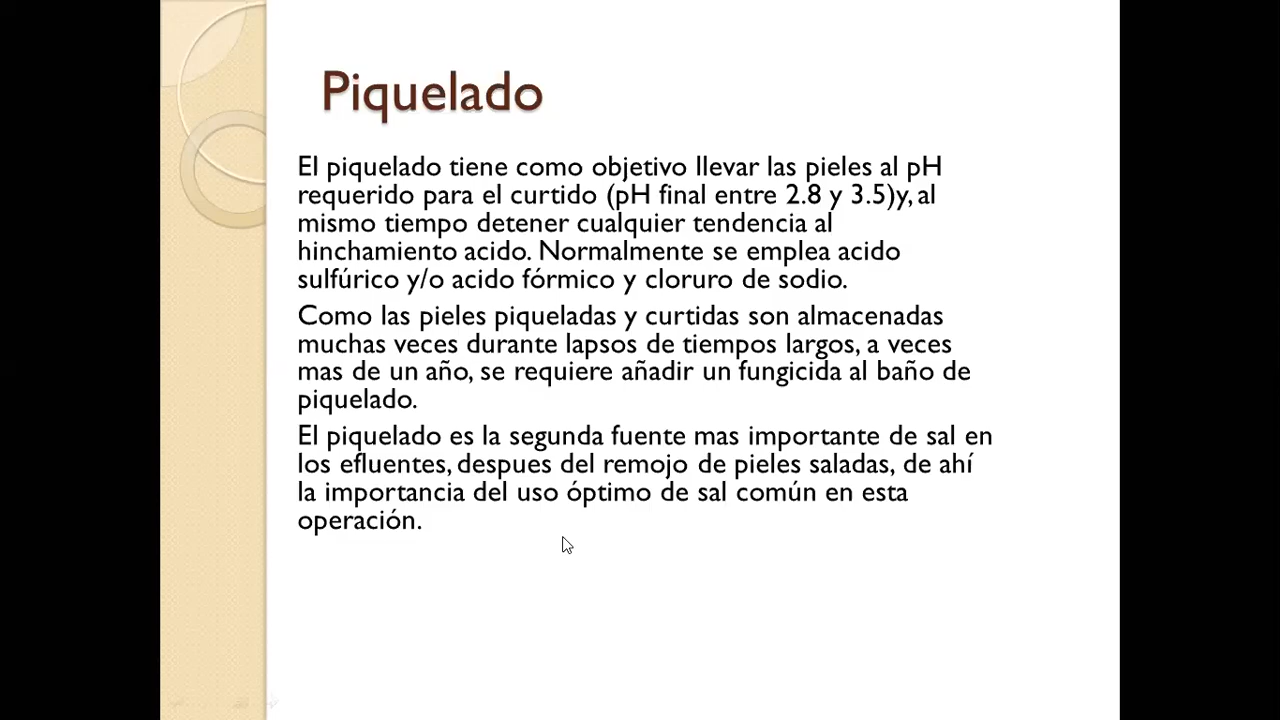 Piquelado
El piquelado tiene como objetivo llevar las pieles al pH
requerido para el curtido (pH final entre 2.8 y 3.5)y, al
mismo tiempo detener cualquier tendencia al
hinchamiento acido. Normalmente se emplea acido
sulfúrico y/o acido fórmico y cloruro de sodio.
Como las pieles piqueladas y curtidas son almacenadas
muchas veces durante lapsos de tiempos largos, a veces
mas de un año, se requiere añadir un fungicida al baño de
piquelado.
El piquelado es la segunda fuente mas importante de sal en
los efluentes, despues del remojo de pieles saladas, de ahí
la importancia del uso óptimo de sal común en esta
operación.